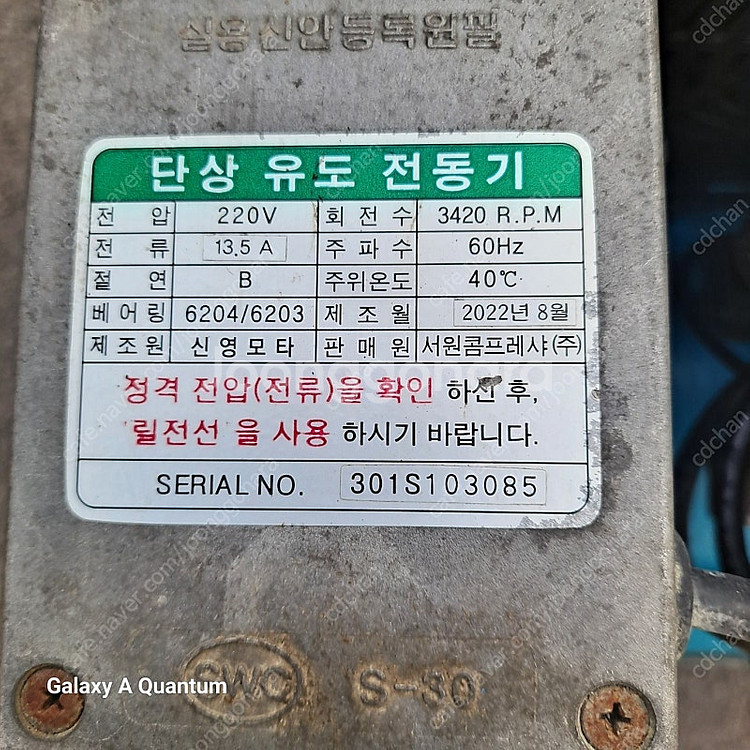 실용신안등록원필
단상 유도 전동기
전 압 220V 회 전 수 3420 R.P.M
전 류 13.5 A 주 파 수 60Hz
절 연 B 주위온도 40℃
베 어 링 6204/6203 제 조 월 2022년 8월
제 조 원 신영모타 판 매 원 서원콤프레샤(주)
정격 전압(전류)을 확인 하신 후,
릴전선 을 사용 하시기 바랍니다.
SERIAL NO. 301S103085
SWC S-30
Galaxy A Quantum